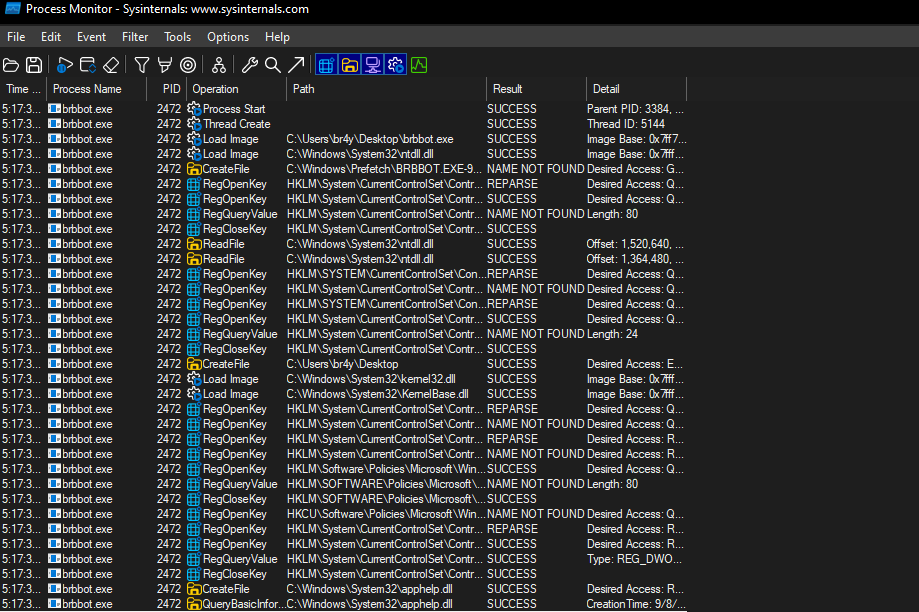 Process Monitor - Sysinternals: www.sysinternals.com
File Edit Event Filter Tools Options Help
Time ... Process Name PID Operation Path Result Detail
5:17:3... brbbot.exe 2472 Process Start SUCCESS Parent PID: 3384, ...
5:17:3... brbbot.exe 2472 Thread Create SUCCESS Thread ID: 5144
5:17:3... brbbot.exe 2472 Load Image C:\Users\br4y\Desktop\brbbot.exe SUCCESS Image Base: 0x7ff7...
5:17:3... brbbot.exe 2472 Load Image C:\Windows\System32\ntdll.dll SUCCESS Image Base: 0x7fff...
5:17:3... brbbot.exe 2472 CreateFile C:\Windows\Prefetch\BRBBOT.EXE-9... NAME NOT FOUND Desired Access: G...
5:17:3... brbbot.exe 2472 RegOpenKey HKLM\System\CurrentControlSet\Contr... REPARSE Desired Access: Q...
5:17:3... brbbot.exe 2472 RegOpenKey HKLM\System\CurrentControlSet\Contr... SUCCESS Desired Access: Q...
5:17:3... brbbot.exe 2472 RegQueryValue HKLM\System\CurrentControlSet\Contr... NAME NOT FOUND Length: 80
5:17:3... brbbot.exe 2472 RegCloseKey HKLM\System\CurrentControlSet\Contr... SUCCESS
5:17:3... brbbot.exe 2472 ReadFile C:\Windows\System32\ntdll.dll SUCCESS Offset: 1,520,640, ...
5:17:3... brbbot.exe 2472 ReadFile C:\Windows\System32\ntdll.dll SUCCESS Offset: 1,364,480, ...
5:17:3... brbbot.exe 2472 RegOpenKey HKLM\SYSTEM\CurrentControlSet\Con... REPARSE Desired Access: Q...
5:17:3... brbbot.exe 2472 RegOpenKey HKLM\System\CurrentControlSet\Contr... NAME NOT FOUND Desired Access: Q...
5:17:3... brbbot.exe 2472 RegOpenKey HKLM\SYSTEM\CurrentControlSet\Con... REPARSE Desired Access: Q...
5:17:3... brbbot.exe 2472 RegOpenKey HKLM\System\CurrentControlSet\Contr... SUCCESS Desired Access: Q...
5:17:3... brbbot.exe 2472 RegQueryValue HKLM\System\CurrentControlSet\Contr... NAME NOT FOUND Length: 24
5:17:3... brbbot.exe 2472 RegCloseKey HKLM\System\CurrentControlSet\Contr... SUCCESS
5:17:3... brbbot.exe 2472 CreateFile C:\Users\br4y\Desktop SUCCESS Desired Access: E...
5:17:3... brbbot.exe 2472 Load Image C:\Windows\System32\kernel32.dll SUCCESS Image Base: 0x7fff...
5:17:3... brbbot.exe 2472 Load Image C:\Windows\System32\KernelBase.dll SUCCESS Image Base: 0x7fff...
5:17:3... brbbot.exe 2472 RegOpenKey HKLM\System\CurrentControlSet\Contr... REPARSE Desired Access: Q...
5:17:3... brbbot.exe 2472 RegOpenKey HKLM\System\CurrentControlSet\Contr... NAME NOT FOUND Desired Access: Q...
5:17:3... brbbot.exe 2472 RegOpenKey HKLM\System\CurrentControlSet\Contr... REPARSE Desired Access: R...
5:17:3... brbbot.exe 2472 RegOpenKey HKLM\System\CurrentControlSet\Contr... NAME NOT FOUND Desired Access: R...
5:17:3... brbbot.exe 2472 RegOpenKey HKLM\Software\Policies\Microsoft\Win... SUCCESS Desired Access: Q...
5:17:3... brbbot.exe 2472 RegQueryValue HKLM\SOFTWARE\Policies\Microsoft\... NAME NOT FOUND Length: 80
5:17:3... brbbot.exe 2472 RegCloseKey HKLM\SOFTWARE\Policies\Microsoft\... SUCCESS
5:17:3... brbbot.exe 2472 RegOpenKey HKCU\Software\Policies\Microsoft\Win... NAME NOT FOUND Desired Access: Q...
5:17:3... brbbot.exe 2472 RegOpenKey HKLM\System\CurrentControlSet\Contr... REPARSE Desired Access: R...
5:17:3... brbbot.exe 2472 RegOpenKey HKLM\System\CurrentControlSet\Contr... SUCCESS Desired Access: R...
5:17:3... brbbot.exe 2472 RegQueryValue HKLM\System\CurrentControlSet\Contr... SUCCESS Type: REG_DWO...
5:17:3... brbbot.exe 2472 RegCloseKey HKLM\System\CurrentControlSet\Contr... SUCCESS
5:17:3... brbbot.exe 2472 CreateFile C:\Windows\System32\apphelp.dll SUCCESS Desired Access: R...
5:17:3... brbbot.exe 2472 QueryBasicInfor... C:\Windows\System32\apphelp.dll SUCCESS CreationTime: 9/8/...